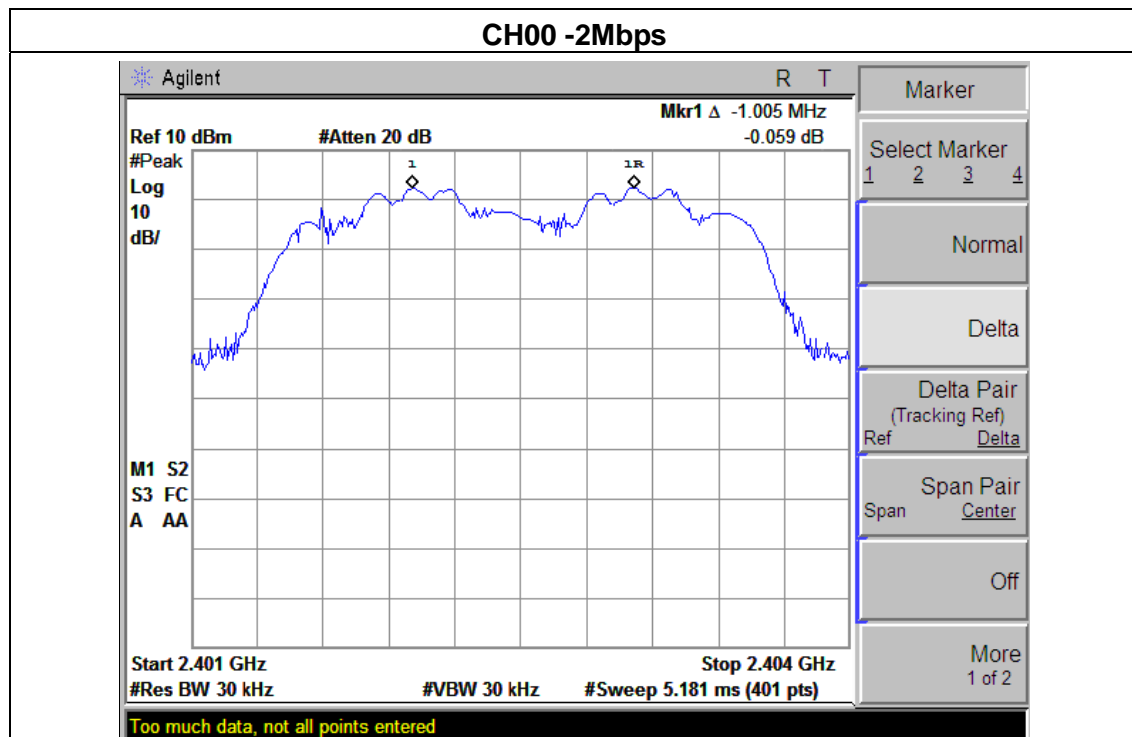 CH00 -2Mbps
Agilent R T
Marker
Mkr1 Δ -1.005 MHz
Ref 10 dBm #Atten 20 dB -0.059 dB
#Peak
Log
10
dB/
1 1R
M1 S2
S3 FC
A AA
Start 2.401 GHz Stop 2.404 GHz
#Res BW 30 kHz #VBW 30 kHz #Sweep 5.181 ms (401 pts)
Select Marker
1 2 3 4
Normal
Delta
Delta Pair
(Tracking Ref)
Ref Delta
Span Pair
Span Center
Off
More
1 of 2
Too much data, not all points entered